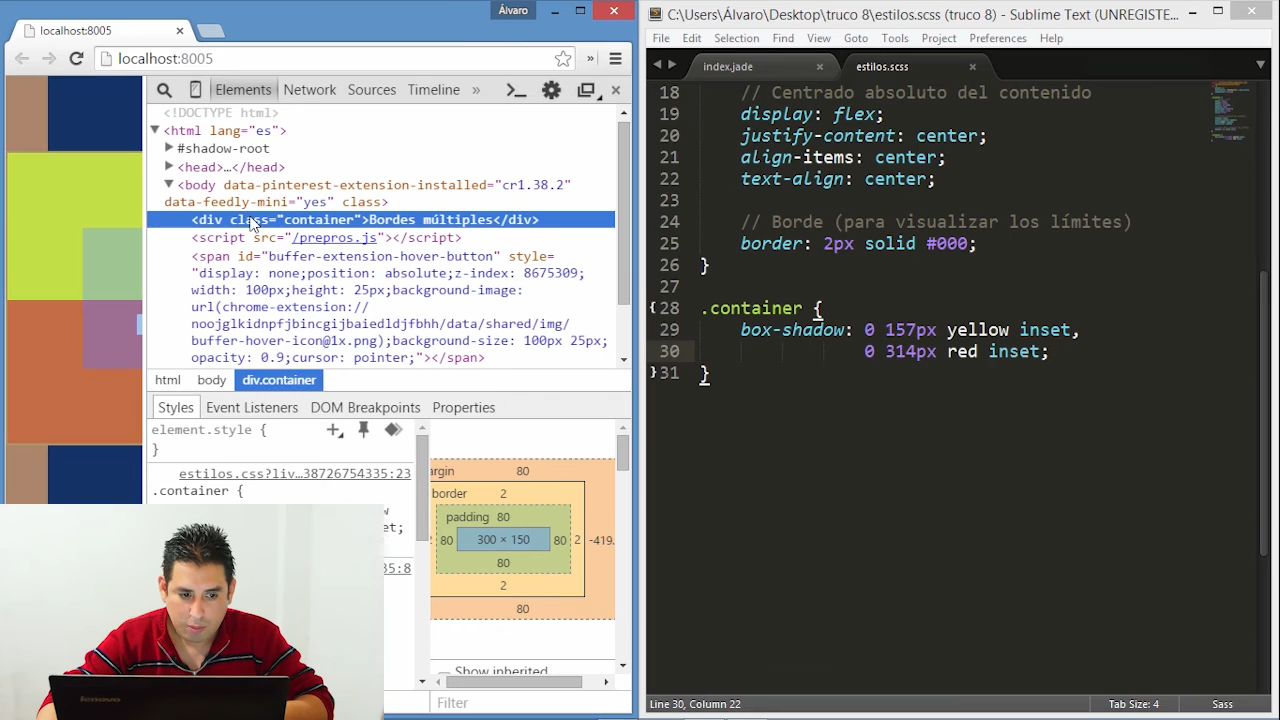 Álvaro
localhost:8005
localhost:8005
Elements Network Sources Timeline »
<!DOCTYPE html>
<html lang="es">
#shadow-root
<head>…</head>
<body data-pinterest-extension-installed="cr1.38.2"
data-feedly-mini="yes" class>
<div class="container">Bordes múltiples</div>
<script src="/prepros.js"></script>
<span id="buffer-extension-hover-button" style=
"display: none;position: absolute;z-index: 8675309;
width: 100px;height: 25px;background-image:
url(chrome-extension://
noojglkidnpfjbincgijbaiedldjfbhh/data/shared/img/
buffer-hover-icon@1x.png);background-size: 100px 25px;
opacity: 0.9;cursor: pointer;"></span>
html body div.container
Styles Event Listeners DOM Breakpoints Properties
element.style {
}
estilos.css?liv…38726754335:23
.container {
et;
35:8
argin 80
border 2
padding 80
80 300 × 150 80 2 -419.
80
2
80
Show inherited
Filter
C:\Users\Álvaro\Desktop\truco 8\estilos.scss (truco 8) - Sublime Text (UNREGISTE...
File Edit Selection Find View Goto Tools Project Preferences Help
index.jade estilos.scss
18 // Centrado absoluto del contenido
19 display: flex;
20 justify-content: center;
21 align-items: center;
22 text-align: center;
23
24 // Borde (para visualizar los límites)
25 border: 2px solid #000;
26 }
27
28 .container {
29 box-shadow: 0 157px yellow inset,
30 0 314px red inset;
31 }
Line 30, Column 22 Tab Size: 4 Sass